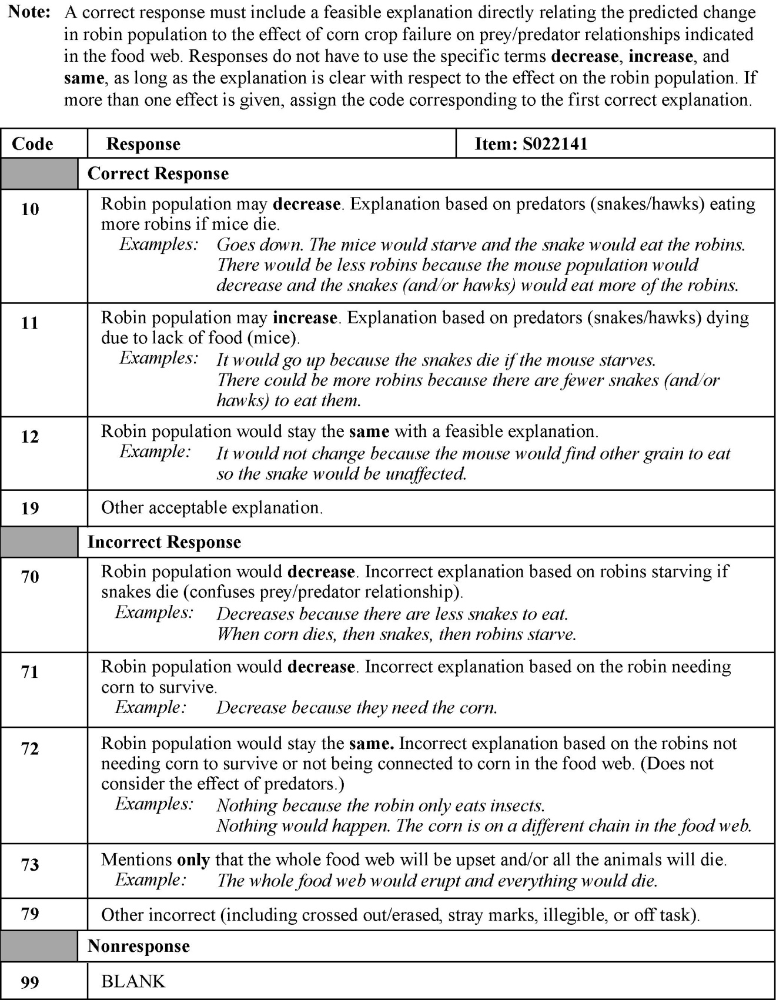 Note: A correct response must include a feasible explanation directly relating the predicted change
in robin population to the effect of corn crop failure on prey/predator relationships indicated
in the food web. Responses do not have to use the specific terms decrease, increase, and
same, as long as the explanation is clear with respect to the effect on the robin population. If
more than one effect is given, assign the code corresponding to the first correct explanation.
Code Response Item: S022141
Correct Response
10 Robin population may decrease. Explanation based on predators (snakes/hawks) eating
more robins if mice die.
Examples: Goes down. The mice would starve and the snake would eat the robins.
There would be less robins because the mouse population would
decrease and the snakes (and/or hawks) would eat more of the robins.
11 Robin population may increase. Explanation based on predators (snakes/hawks) dying
due to lack of food (mice).
Examples: It would go up because the snakes die if the mouse starves.
There could be more robins because there are fewer snakes (and/or
hawks) to eat them.
12 Robin population would stay the same with a feasible explanation.
Example: It would not change because the mouse would find other grain to eat
so the snake would be unaffected.
19 Other acceptable explanation.
Incorrect Response
70 Robin population would decrease. Incorrect explanation based on robins starving if
snakes die (confuses prey/predator relationship).
Examples: Decreases because there are less snakes to eat.
When corn dies, then snakes, then robins starve.
71 Robin population would decrease. Incorrect explanation based on the robin needing
corn to survive.
Example: Decrease because they need the corn.
72 Robin population would stay the same. Incorrect explanation based on the robins not
needing corn to survive or not being connected to corn in the food web. (Does not
consider the effect of predators.)
Examples: Nothing because the robin only eats insects.
Nothing would happen. The corn is on a different chain in the food web.
73 Mentions only that the whole food web will be upset and/or all the animals will die.
Example: The whole food web would erupt and everything would die.
79 Other incorrect (including crossed out/erased, stray marks, illegible, or off task).
Nonresponse
99 BLANK